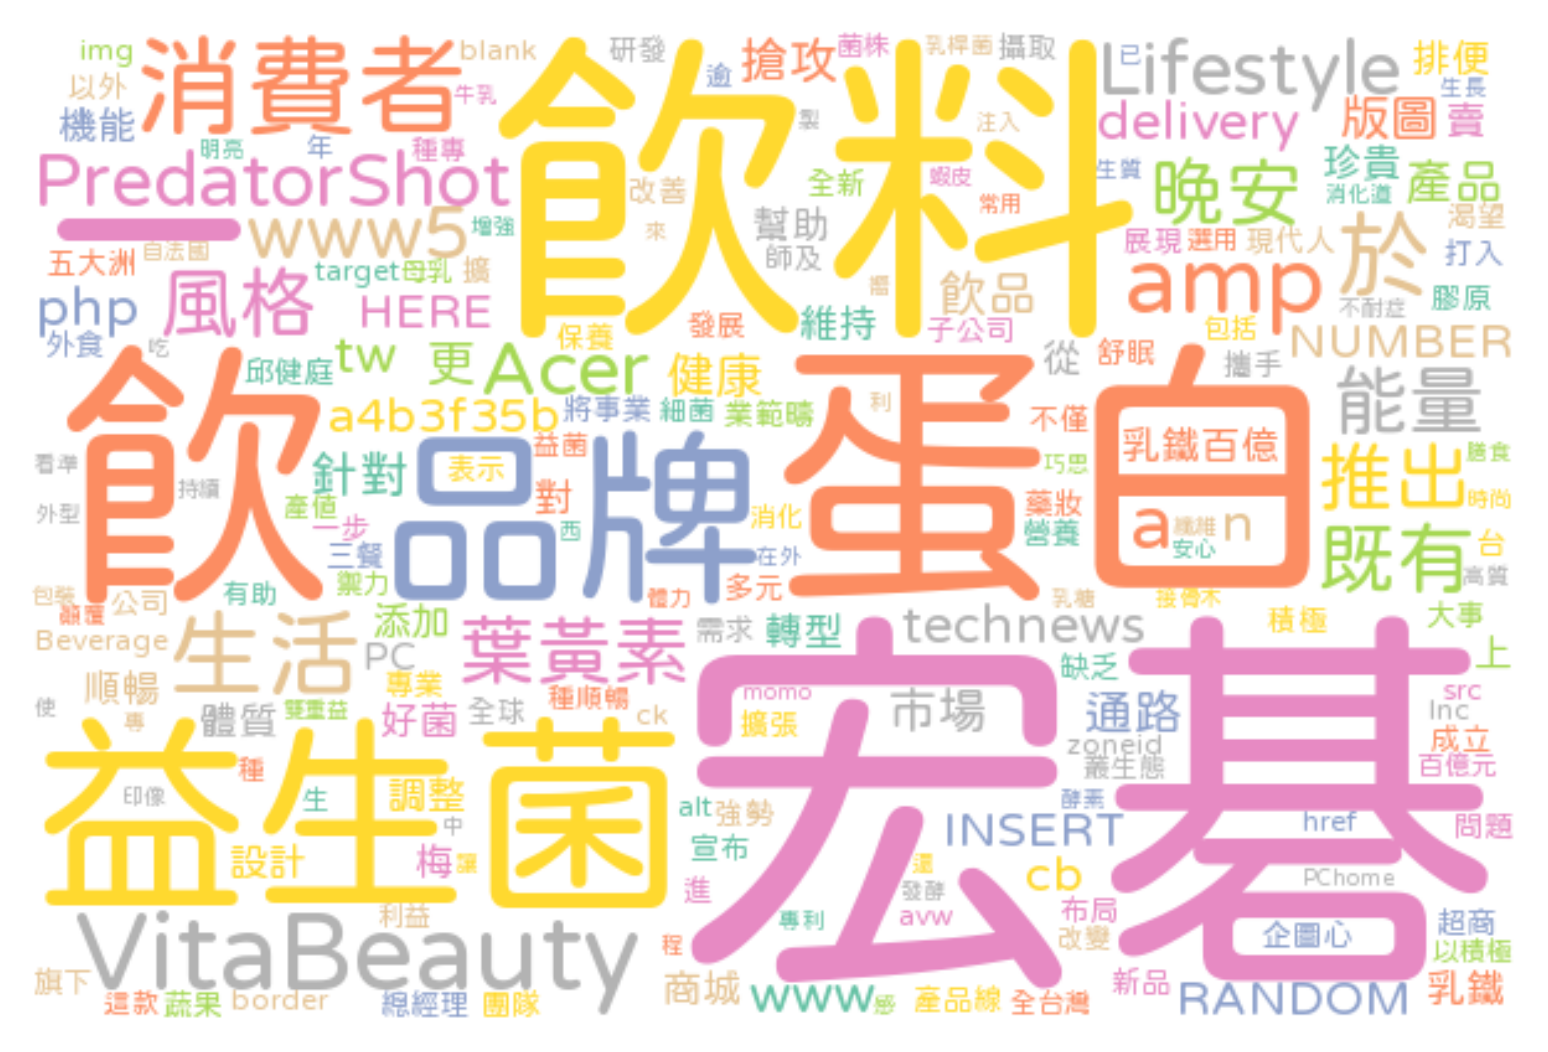 img
消費者
blank
研發
逾
搶攻
菌株
乳桿菌
攝取
已
Lifestyle
排便
以外
牛乳
飲料
生長
機能
明亮
年
種專
製
注入
delivery
版圖
賣
PredatorShot
改善
全新
蝦皮
常用
生質
晚安
珍貴
消化道
產品
www5
增強
來
幫助
師及
展現
選用
現代人
於
渴望
打入
五大洲
自法國
target
母乳
擴
飲品
amp
不耐症
膠原
php
風格
HERE
保養
發展
維持
子公司
包括
NUMBER
外食
吃
邱健庭
tw
更
Acer
健康
從
舒眠
攜手
能量
飲
a4b3f35b
將事業
細菌
業範疇
利
蛋白
不僅
乳鐵百億
看準
持續
針對
品牌
表示
益菌
對
巧思
推出
膳食
時尚
外型
產值
一步
西
消化
藥妝
營養
a
纖維
n
安心
既有
台
三餐
在外
高質
包裝
顛覆
公司
有助
禦力
體力
多元
乳糖
接骨木
積極
大事
Beverage
生活
PC
添加
葉黃素
需求
轉型
technews
缺乏
上
順暢
專業
種順暢
宏碁
momo
市場
通路
src
使
專
體質
雙重益
好菌
全球
ck
擴張
zoneid
Inc
成立
益生菌
種
叢生態
百億元
印像
生
調整
中
alt
強勢
酵素
設計
梅
讓
宣布
INSERT
href
問題
進
還
發酵
cb
PChome
VitaBeauty
利益
專利
avw
布局
改變
企圖心
超商
程
以積極
旗下
這款
蔬果
border
總經理
團隊
商城
www
感
產品線
全台灣
新品
RANDOM
乳鐵